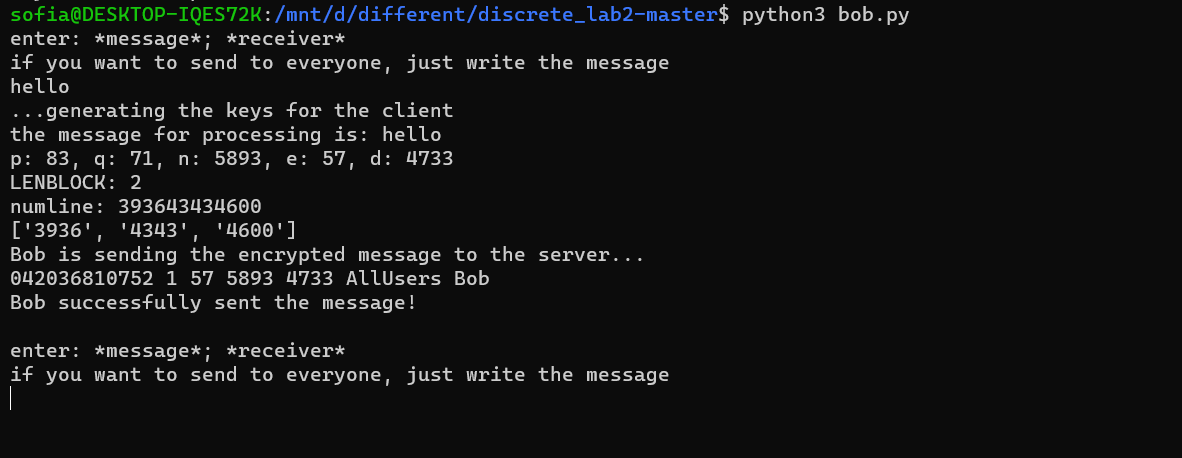 sofia@DESKTOP-IQES72K:/mnt/d/different/discrete_lab2-master$ python3 bob.py
enter: *message*; *receiver*
if you want to send to everyone, just write the message
hello
...generating the keys for the client
the message for processing is: hello
p: 83, q: 71, n: 5893, e: 57, d: 4733
LENBLOCK: 2
numline: 393643434600
['3936', '4343', '4600']
Bob is sending the encrypted message to the server...
042036810752 1 57 5893 4733 AllUsers Bob
Bob successfully sent the message!
enter: *message*; *receiver*
if you want to send to everyone, just write the message